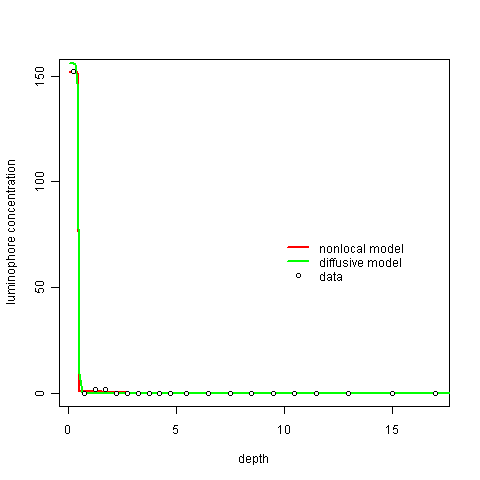 luminophore concentration
150
100
50
0
nonlocal model
diffusive model
data
0 5 10 15
depth